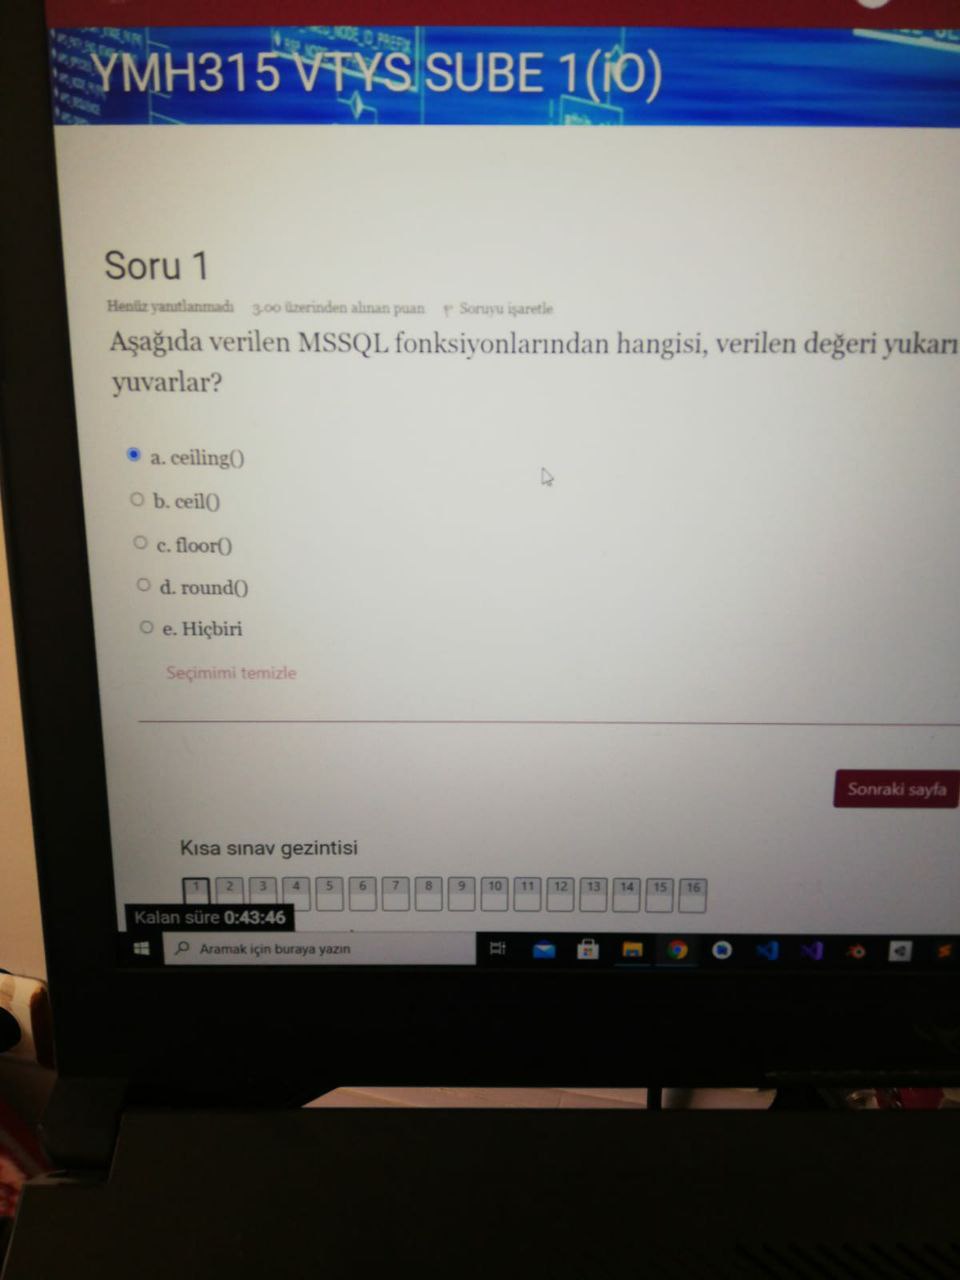 YMH315 VTYS SUBE 1(İÖ)
Soru 1
Henüz yanıtlanmadı 3,00 üzerinden alınan puan Soruyu işaretle
Aşağıda verilen MSSQL fonksiyonlarından hangisi, verilen değeri yukarı
yuvarlar?
a. ceiling()
b. ceil()
c. floor()
d. round()
e. Hiçbiri
Seçimimi temizle
Sonraki sayfa
Kısa sınav gezintisi
1 2 3 4 5 6 7 8 9 10 11 12 13 14 15 16
Kalan süre 0:43:46
Aramak için buraya yazın